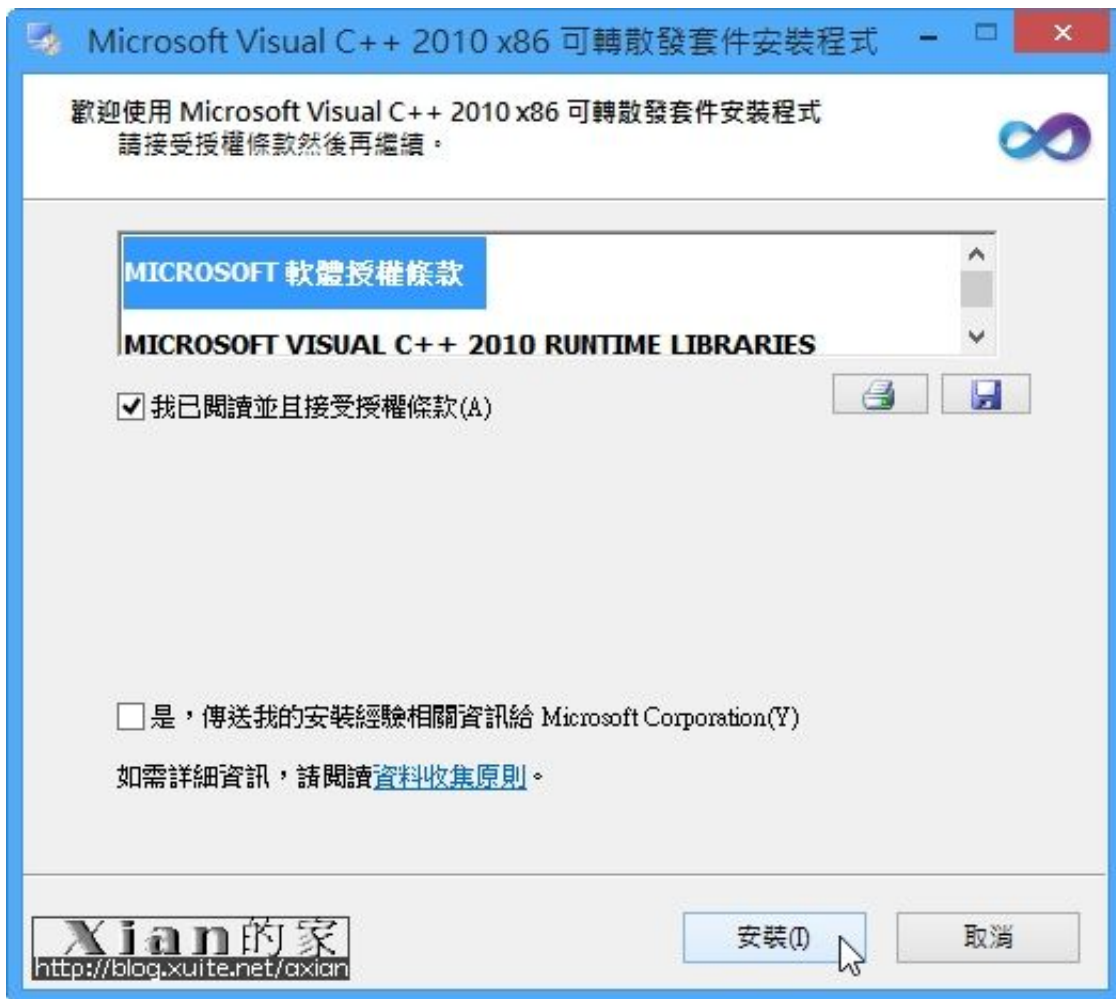 Microsoft Visual C++ 2010 x86 可轉散發套件安裝程式
歡迎使用 Microsoft Visual C++ 2010 x86 可轉散發套件安裝程式
請接受授權條款然後再繼續。
MICROSOFT 軟體授權條款
MICROSOFT VISUAL C++ 2010 RUNTIME LIBRARIES
我已閱讀並且接受授權條款(A)
是，傳送我的安裝經驗相關資訊給 Microsoft Corporation(Y)
如需詳細資訊，請閱讀資料收集原則。
安裝(I)
取消
Xian的家
http://blog.xuite.net/axian